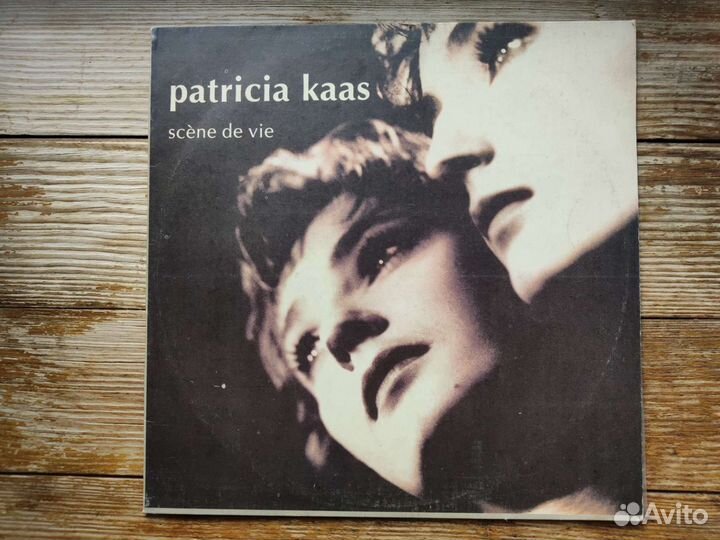 patricia kaas
scène de vie
Avito